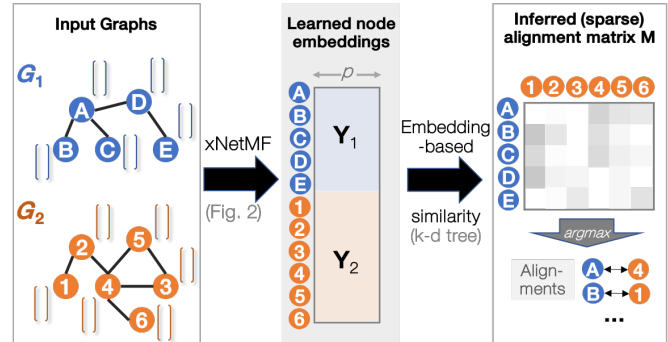 Input Graphs
G1
A
D
B
C
E
G2
2
5
1
4
3
6
xNetMF
(Fig. 2)
Learned node
embeddings
p
A
B
C
D
E
1
2
3
4
5
6
Y1
Y2
Embedding
-based
similarity
(k-d tree)
Inferred (sparse)
alignment matrix M
1 2 3 4 5 6
A
B
C
D
E
argmax
Align-
ments
A 4
B 1
...